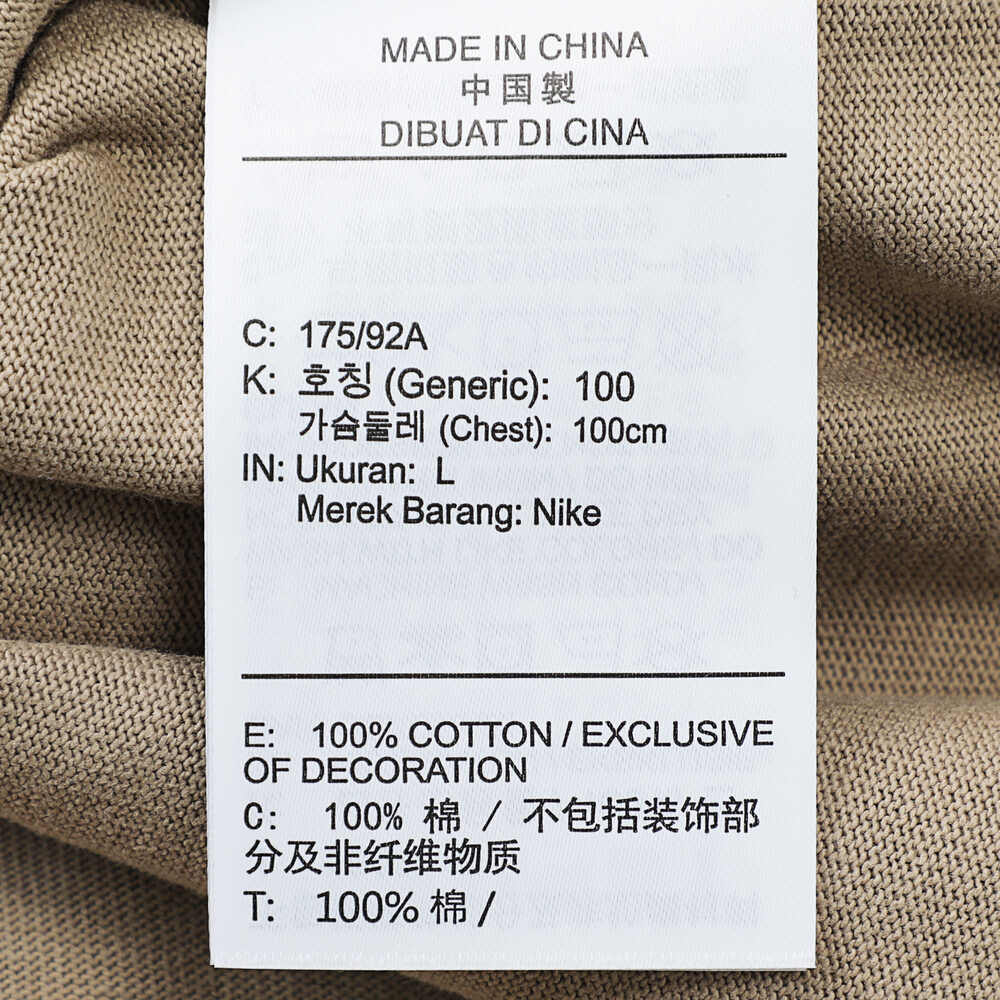 MADE IN CHINA
中国製
DIBUAT DI CINA
C: 175/92A
K: 호칭 (Generic): 100
가슴둘레 (Chest): 100cm
IN: Ukuran: L
Merek Barang: Nike
E: 100% COTTON / EXCLUSIVE
OF DECORATION
C: 100% 棉 / 不包括装饰部
分及非纤维物质
T: 100% 棉 /